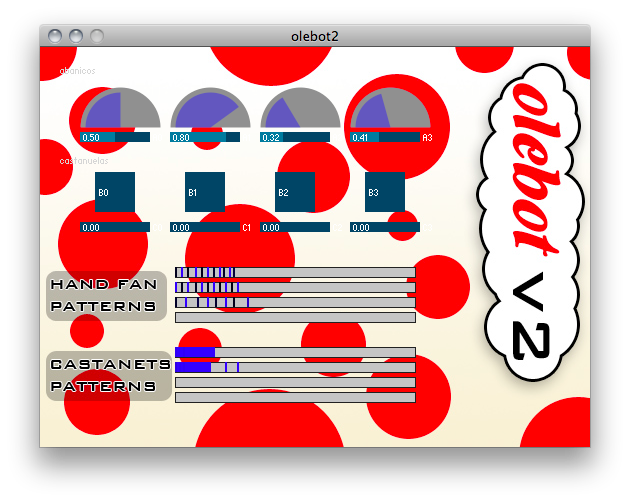 olebot2
abanicos
0.50
0.80
0.32
0.41
A3
castanuelas
B0
B1
B2
B3
0.00
0.00
C1
0.00
0.00
HAND FAN
PATTERNS
CASTANETS
PATTERNS
olebot v2